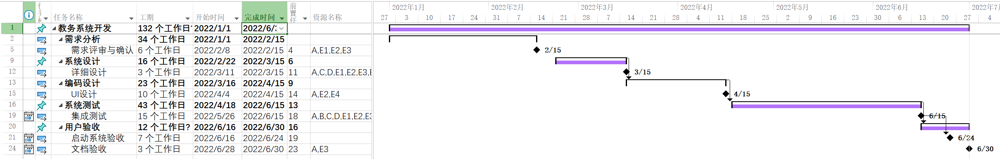 任务模 任务名称 工期 开始时间 完成时间 前置任 资源名称 2022年1月 2022年2月 2022年3月 2022年4月 2022年5月 2022年6月 2022年7月
27 3 10 17 24 31 7 14 21 28 7 14 21 28 4 11 18 25 2 9 16 23 30 6 13 20 27 4
1 教务系统开发 132 个工作日? 2022/1/1 2022/6/3
2 需求分析 34 个工作日 2022/1/1 2022/2/15
5 需求评审与确认 6 个工作日 2022/2/8 2022/2/15 4 A,E1,E2,E3 2/15
9 系统设计 16 个工作日 2022/2/22 2022/3/15 6
12 详细设计 3 个工作日 2022/3/11 2022/3/15 11 A,C,D,E1,E2,E3,E 3/15
13 编码设计 23 个工作日 2022/3/16 2022/4/15 9
15 UI设计 10 个工作日 2022/4/4 2022/4/15 14 A,E2,E4 4/15
16 系统测试 43 个工作日 2022/4/18 2022/6/15 13
19 集成测试 15 个工作日 2022/5/26 2022/6/15 18 A,B,C,D,E1,E2,E3 6/15
20 用户验收 12 个工作日? 2022/6/16 2022/6/30 16
21 启动系统验收 7 个工作日 2022/6/16 2022/6/24 19 6/24
24 文档验收 3 个工作日 2022/6/28 2022/6/30 23 A,E3 6/30